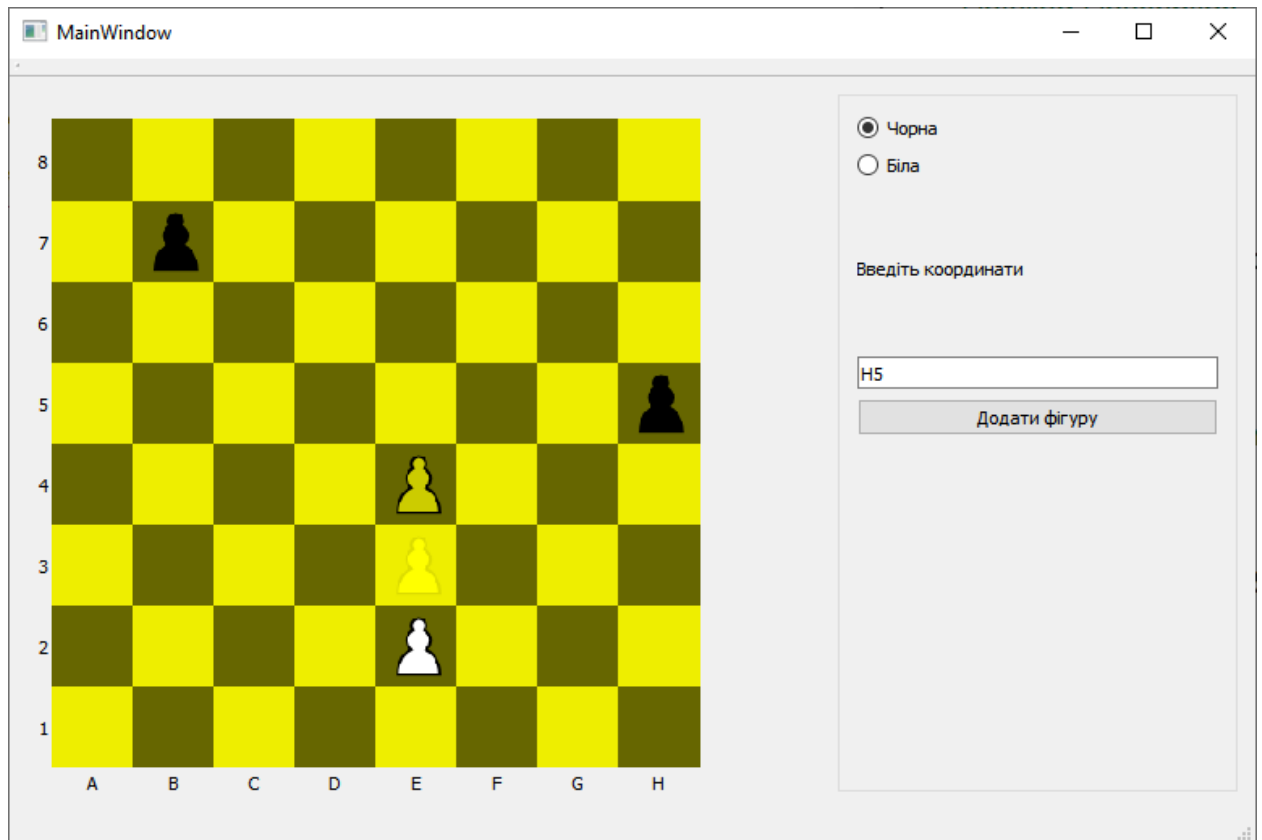 MainWindow
Чорна
Біла
Введіть координати
H5
Додати фігуру
8
7
6
5
4
3
2
1
A B C D E F G H